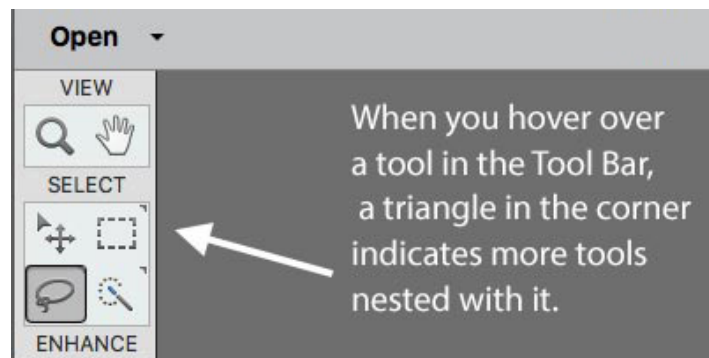 Open
VIEW
SELECT
ENHANCE
When you hover over
a tool in the Tool Bar,
a triangle in the corner
indicates more tools
nested with it.